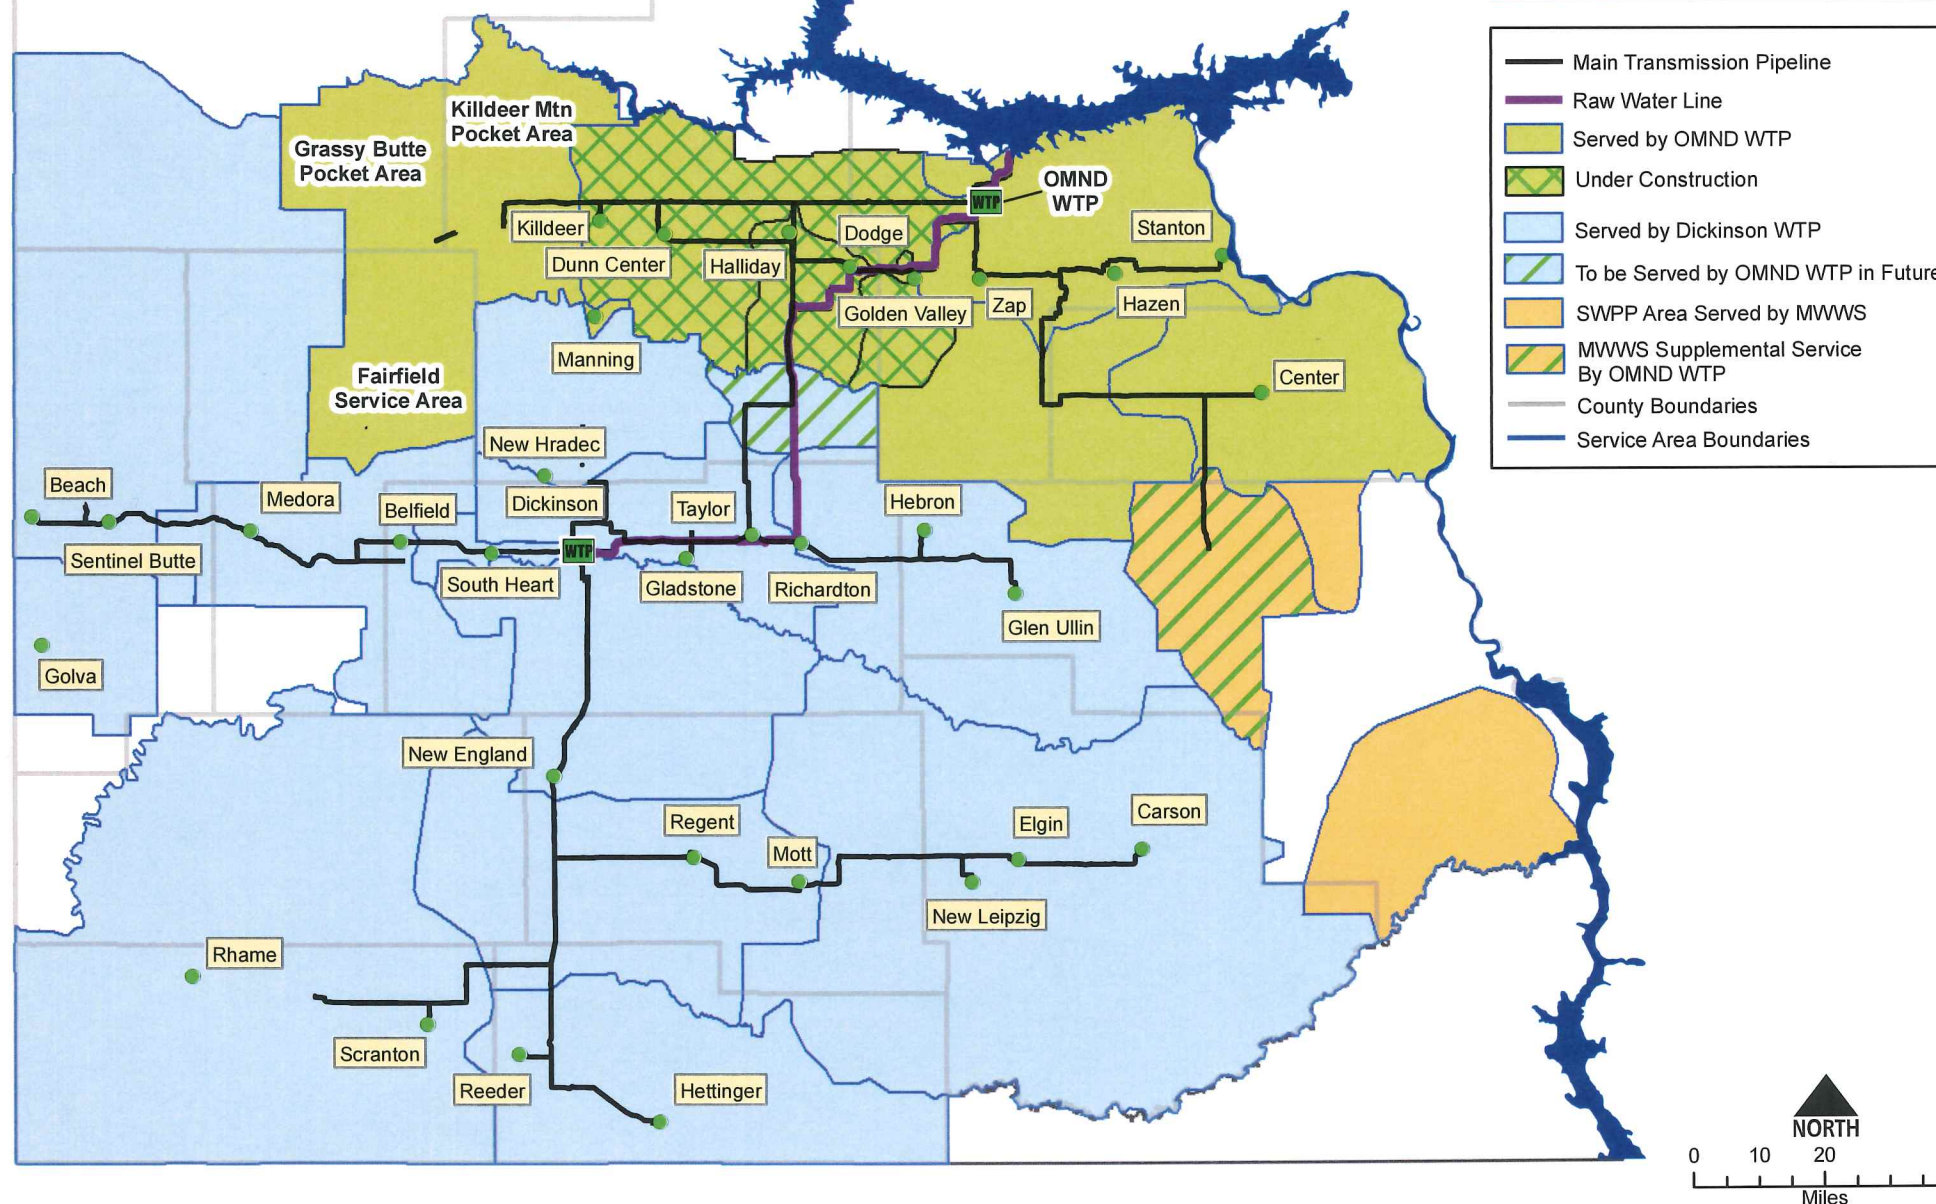 Main Transmission Pipeline
Raw Water Line
Served by OMND WTP
Under Construction
Served by Dickinson WTP
To be Served by OMND WTP in Future
SWPP Area Served by MWWS
MWWS Supplemental Service
By OMND WTP
County Boundaries
Service Area Boundaries
Killdeer Mtn
Pocket Area
Grassy Butte
Pocket Area
OMND
WTP
WTP
Killdeer
Dodge
Stanton
Dunn Center
Halliday
Golden Valley
Zap
Hazen
Manning
Fairfield
Service Area
Center
New Hradec
Beach
Medora
Belfield
Dickinson
Taylor
Hebron
Sentinel Butte
WTP
South Heart
Gladstone
Richardton
Glen Ullin
Golva
New England
Regent
Mott
Elgin
Carson
New Leipzig
Rhame
Scranton
Reeder
Hettinger
NORTH
0 10 20
Miles